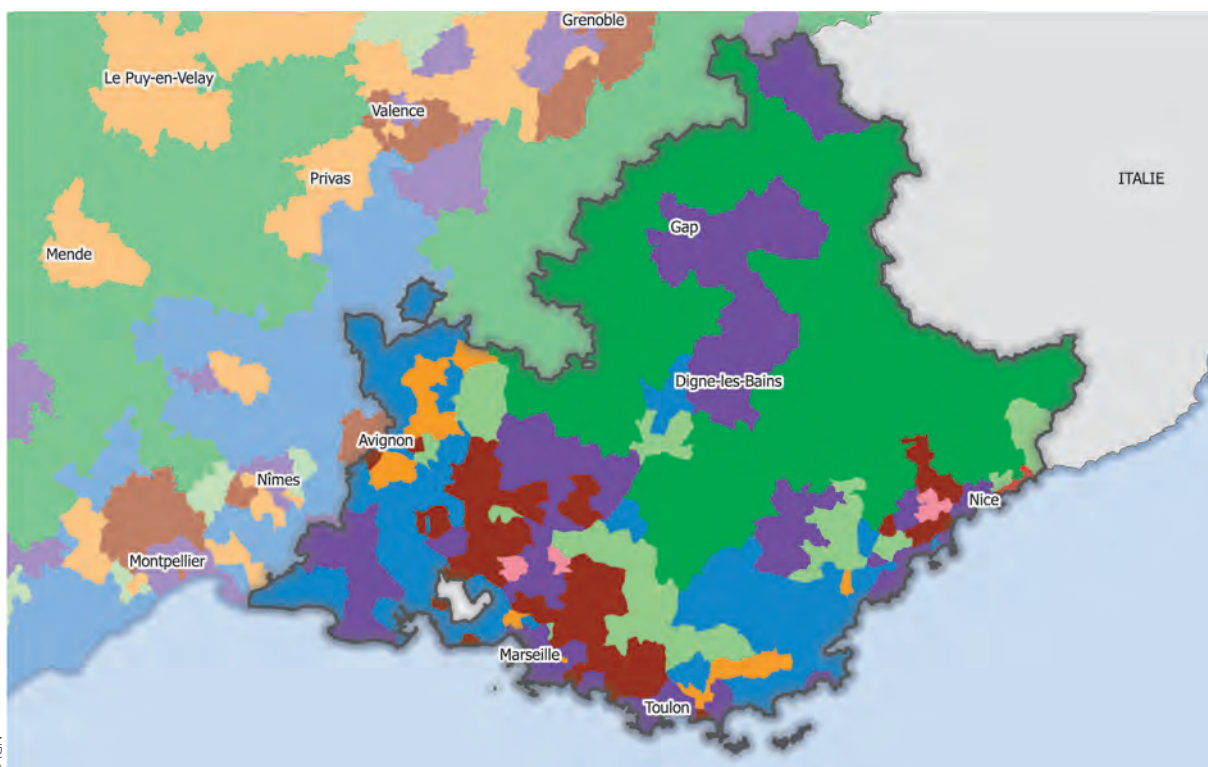 Grenoble
Le Puy-en-Velay
Valence
Privas
ITALIE
Gap
Mende
Digne-les-Bains
Avignon
Nîmes
Nice
Montpellier
Marseille
Toulon